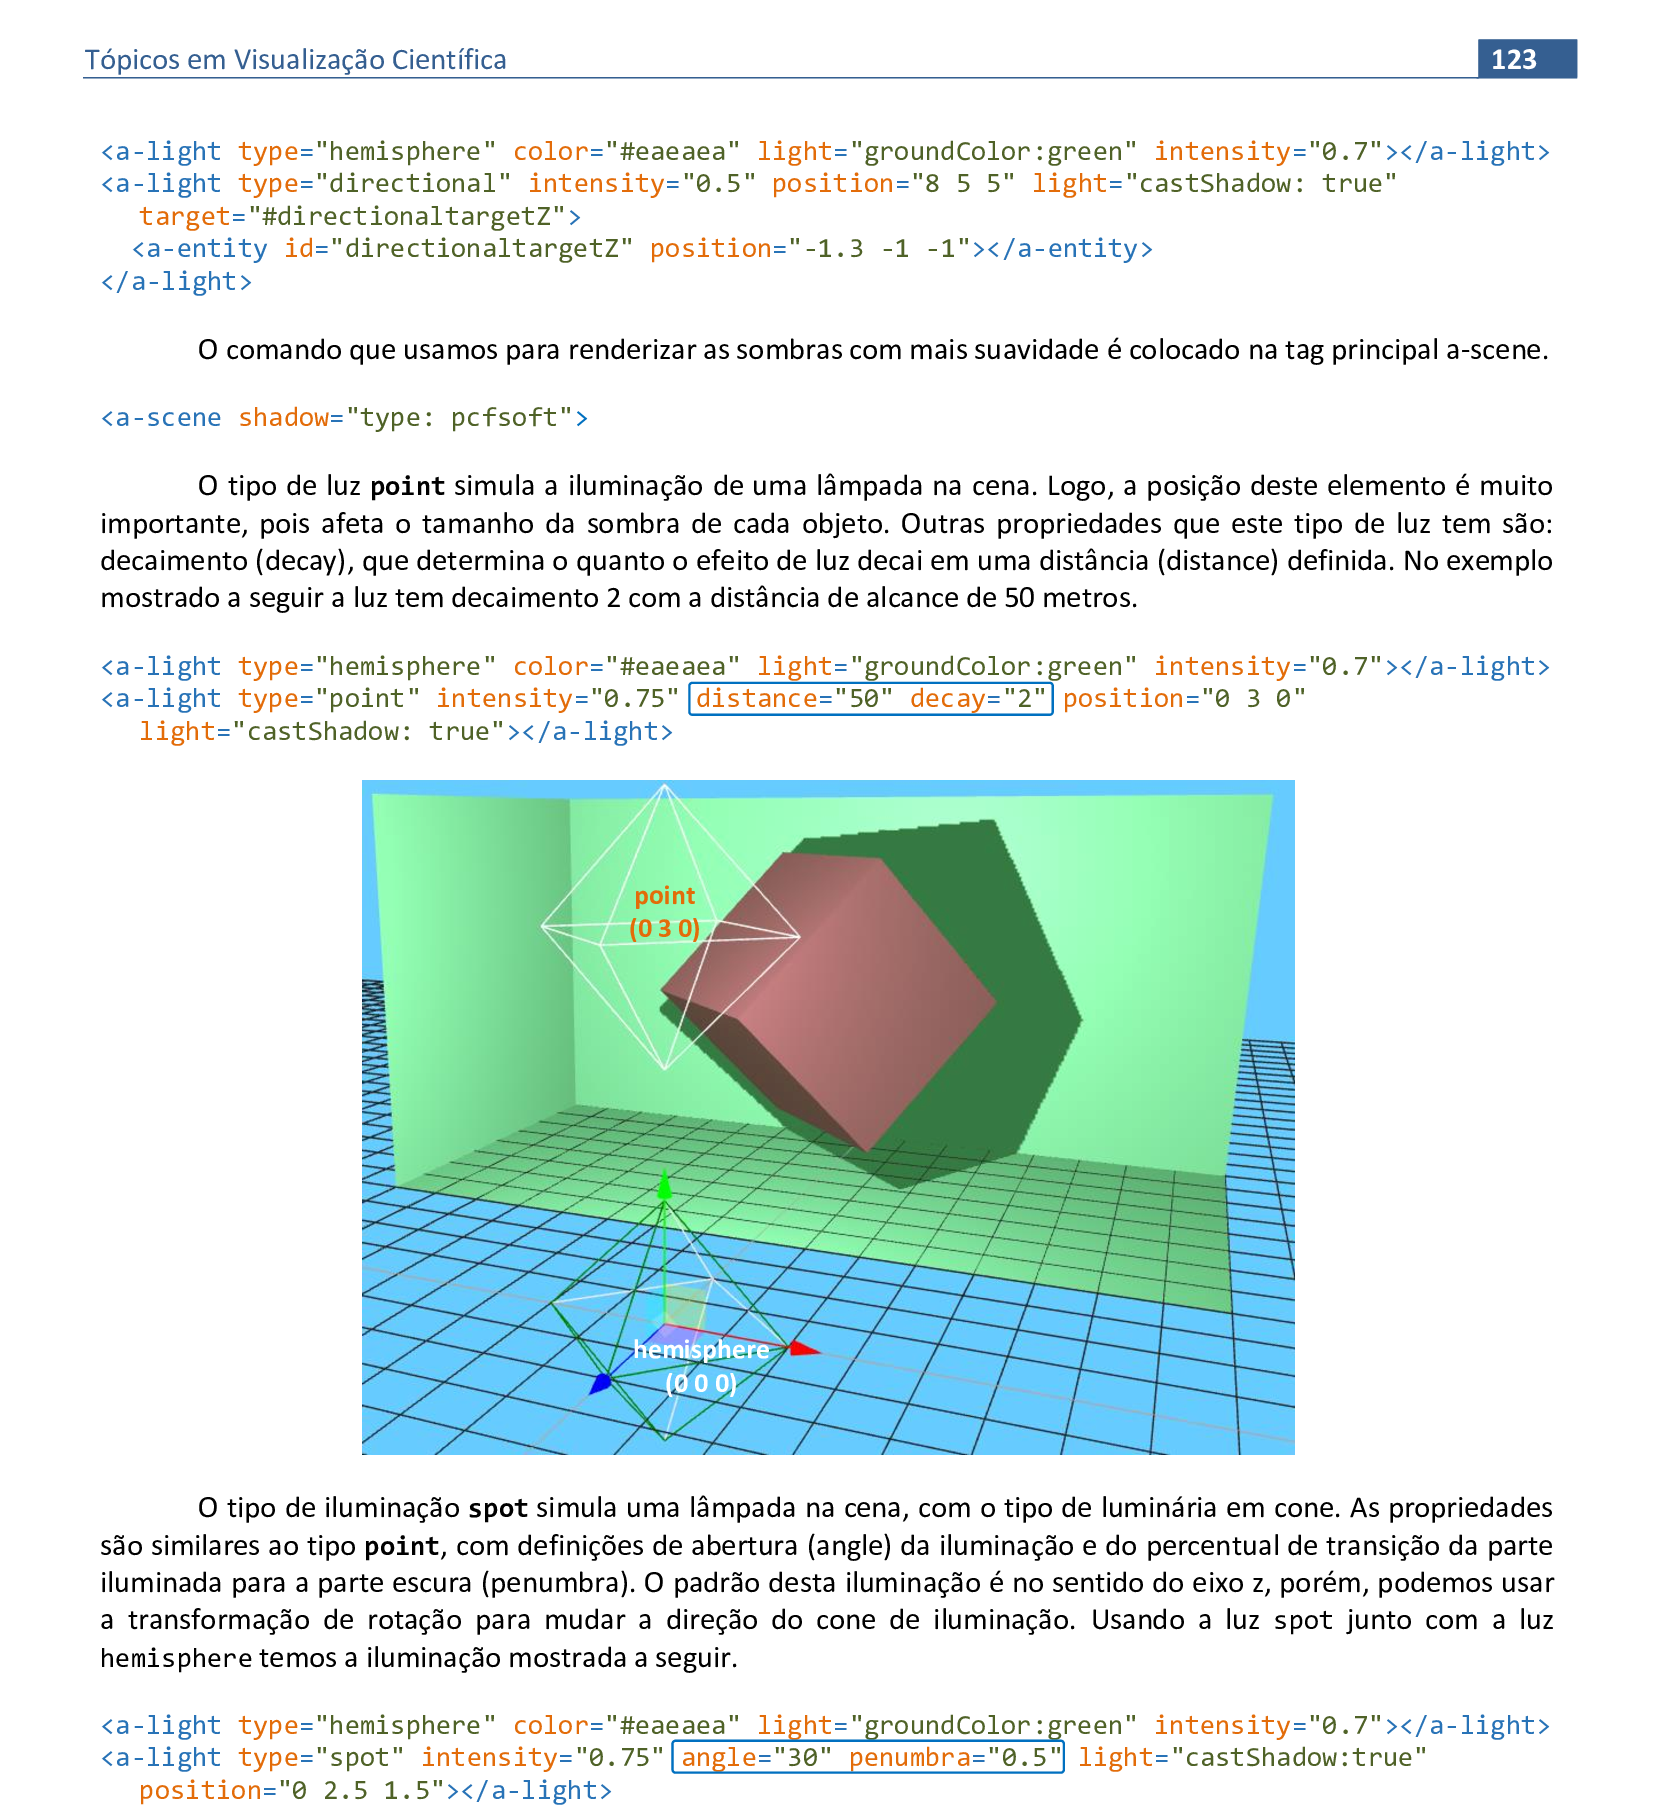 Tópicos em Visualização Científica 123
<a-light type="hemisphere" color="#eaeaea" light="groundColor:green" intensity="0.7"></a-light>
<a-light type="directional" intensity="0.5" position="8 5 5" light="castShadow: true"
target="#directionaltargetZ">
<a-entity id="directionaltargetZ" position="-1.3 -1 -1"></a-entity>
</a-light>
O comando que usamos para renderizar as sombras com mais suavidade é colocado na tag principal a-scene.
<a-scene shadow="type: pcfsoft">
O tipo de luz point simula a iluminação de uma lâmpada na cena. Logo, a posição deste elemento é muito
importante, pois afeta o tamanho da sombra de cada objeto. Outras propriedades que este tipo de luz tem são:
decaimento (decay), que determina o quanto o efeito de luz decai em uma distância (distance) definida. No exemplo
mostrado a seguir a luz tem decaimento 2 com a distância de alcance de 50 metros.
<a-light type="hemisphere" color="#eaeaea" light="groundColor:green" intensity="0.7"></a-light>
<a-light type="point" intensity="0.75" distance="50" decay="2" position="0 3 0"
light="castShadow: true"></a-light>
point
(0 3 0)
hemisphere
(0 0 0)
O tipo de iluminação spot simula uma lâmpada na cena, com o tipo de luminária em cone. As propriedades
são similares ao tipo point, com definições de abertura (angle) da iluminação e do percentual de transição da parte
iluminada para a parte escura (penumbra). O padrão desta iluminação é no sentido do eixo z, porém, podemos usar
a transformação de rotação para mudar a direção do cone de iluminação. Usando a luz spot junto com a luz
hemisphere temos a iluminação mostrada a seguir.
<a-light type="hemisphere" color="#eaeaea" light="groundColor:green" intensity="0.7"></a-light>
<a-light type="spot" intensity="0.75" angle="30" penumbra="0.5" light="castShadow:true"
position="0 2.5 1.5"></a-light>